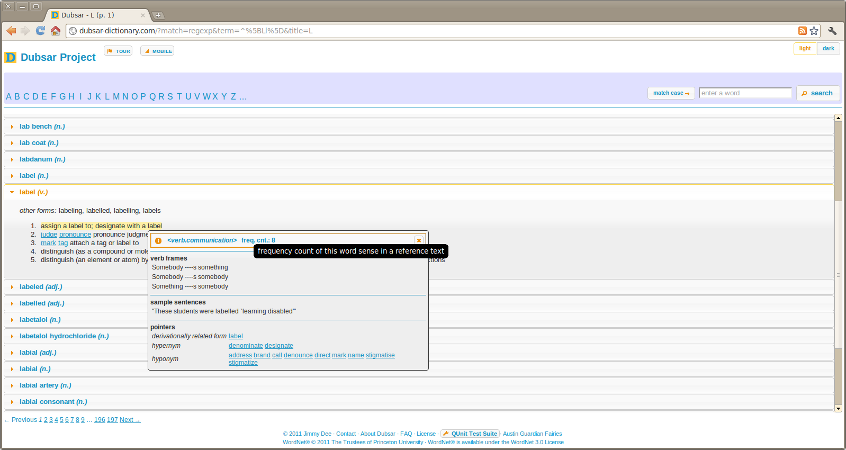 Dubsar - L (p. 1)
dubsar-dictionary.com/?match=regexp&term=^%5BLl%5D&title=L
D Dubsar Project
TOUR
MOBILE
light dark
A B C D E F G H I J K L M N O P Q R S T U V W X Y Z ...
match case ¬
enter a word
search
lab bench (n.)
lab coat (n.)
labdanum (n.)
label (n.)
label (v.)
other forms: labeling, labelled, labelling, labels
1. assign a label to; designate with a label
2. judge pronounce pronounce judgm
3. mark tag attach a tag or label to
4. distinguish (as a compound or mole
5. distinguish (an element or atom) by
ctions
<verb.communication> freq. cnt.: 8
frequency count of this word sense in a reference text
verb frames
Somebody ----s something
Somebody ----s somebody
Something ----s somebody
sample sentences
"These students were labelled 'learning disabled'"
pointers
derivationally related form label
hypernym denominate designate
hyponym address brand call denounce direct mark name stigmatise
stigmatize
labeled (adj.)
labelled (adj.)
labetalol (n.)
labetalol hydrochloride (n.)
labial (adj.)
labial (n.)
labial artery (n.)
labial consonant (n.)
← Previous 1 2 3 4 5 6 7 8 9 … 196 197 Next →
© 2011 Jimmy Dee · Contact · About Dubsar · FAQ · License · QUnit Test Suite · Austin Guardian Fairies
WordNet® © 2011 The Trustees of Princeton University · WordNet® is available under the WordNet 3.0 License